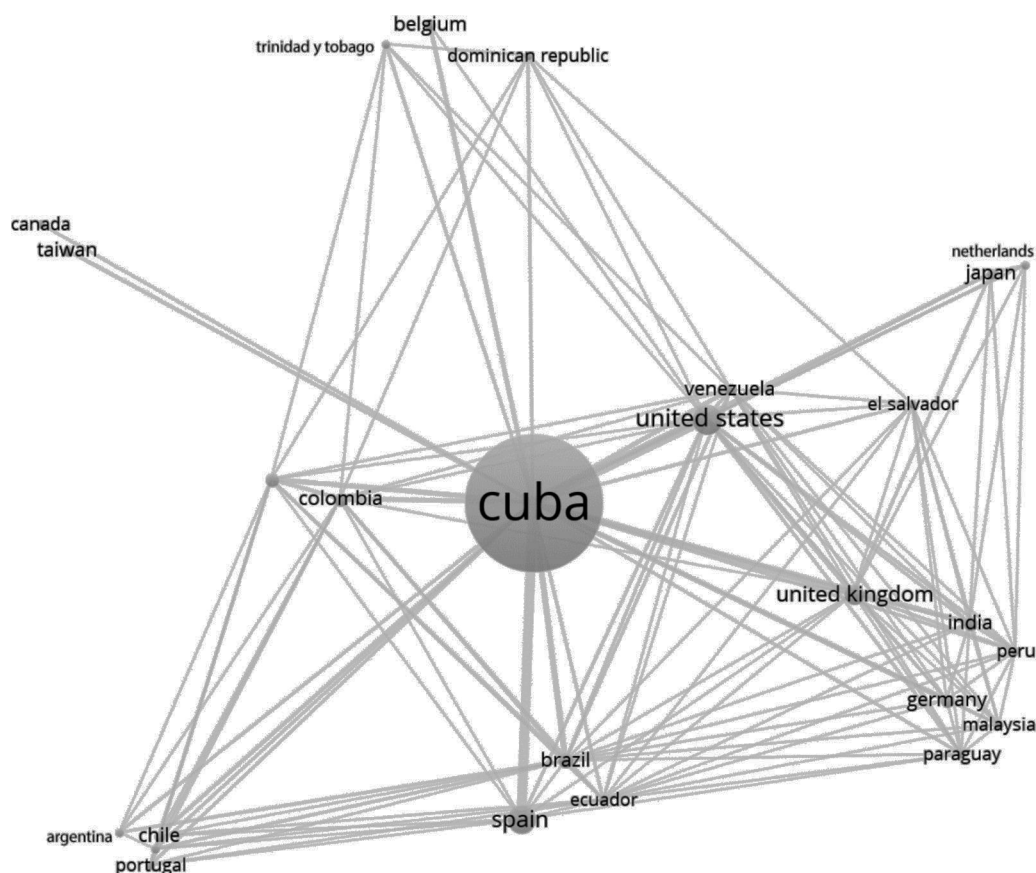 belgium
trinidad y tobago
dominican republic
canada
taiwan
netherlands
japan
venezuela
el salvador
united states
colombia
cuba
united kingdom
india
peru
germany
malaysia
paraguay
brazil
ecuador
spain
argentina
chile
portugal